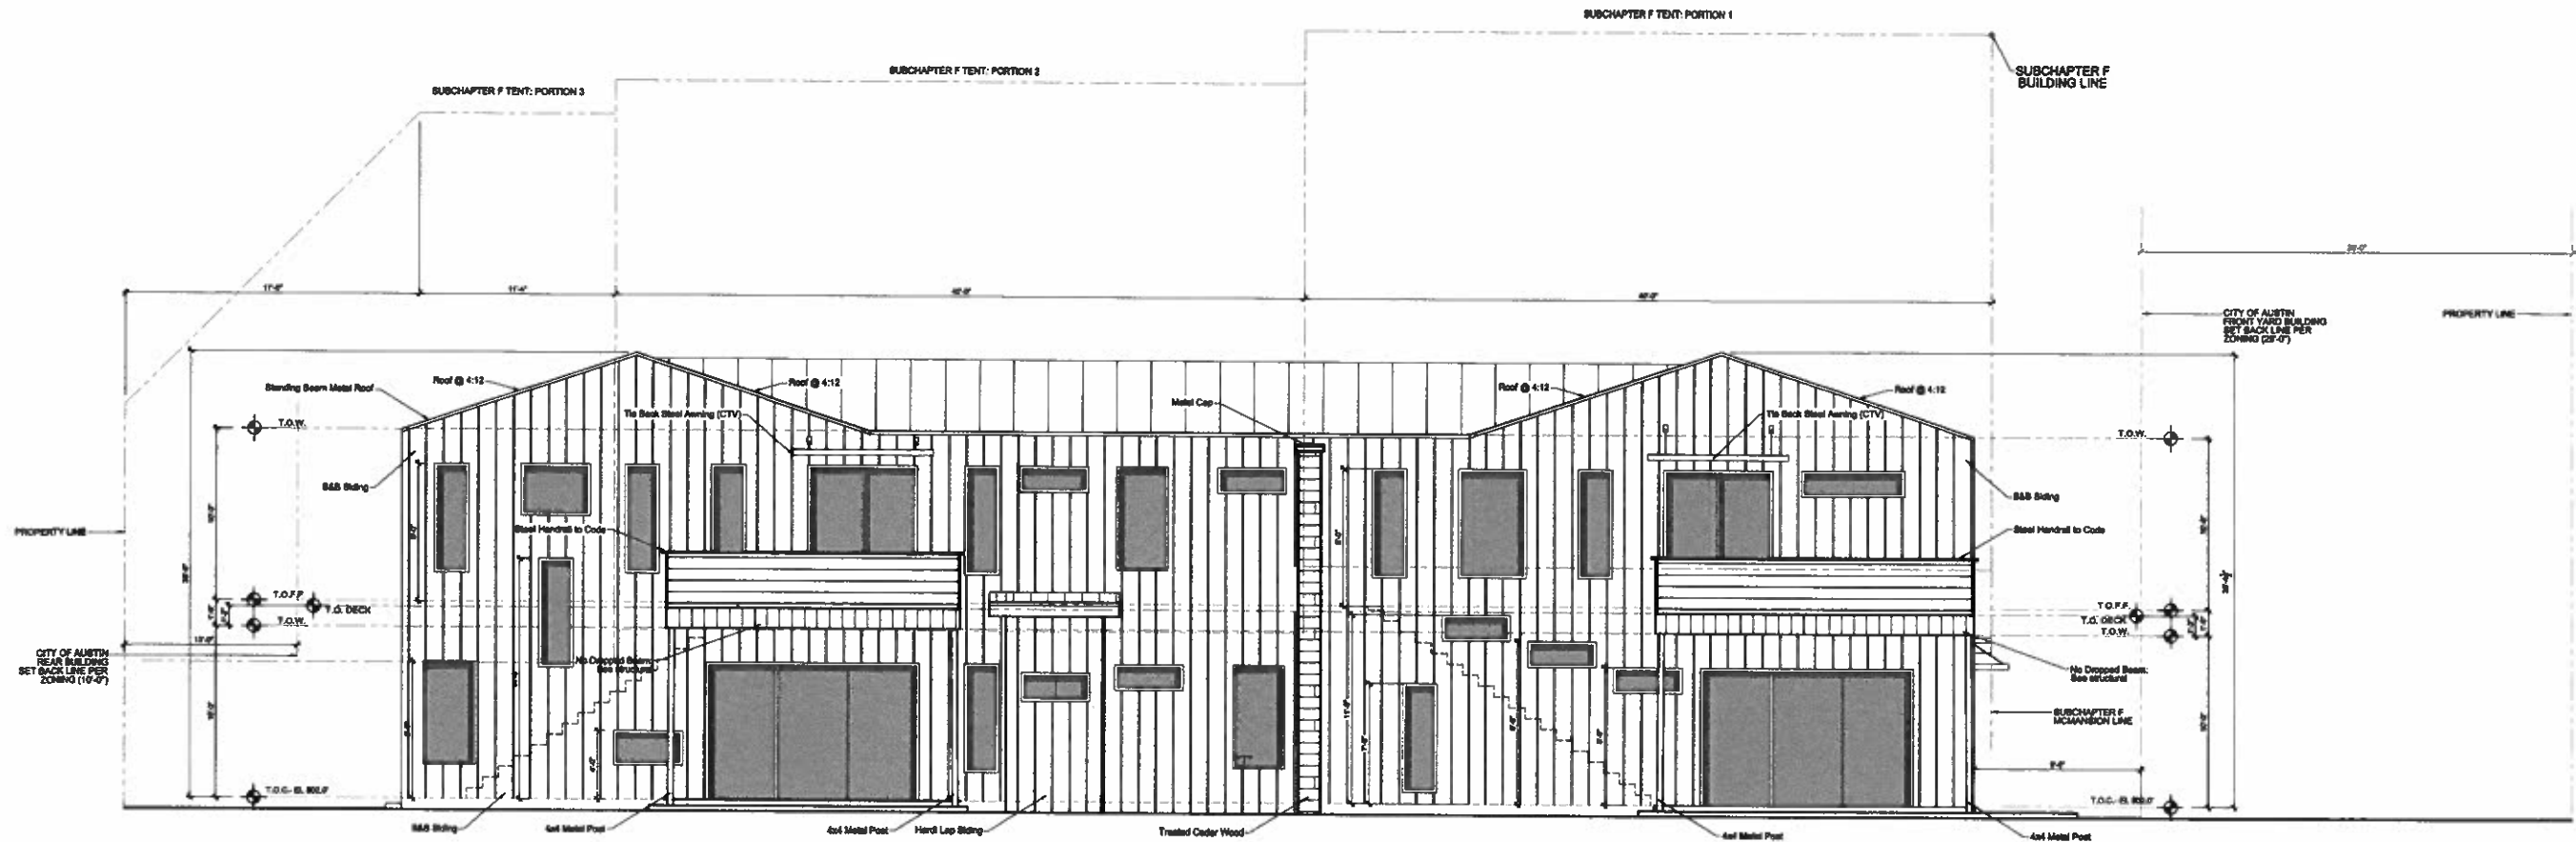 SUBCHAPTER F TENT: PORTION 1
SUBCHAPTER F TENT: PORTION 2
SUBCHAPTER F TENT: PORTION 3
SUBCHAPTER F
BUILDING LINE
11'-4"
40'-0"
CITY OF AUSTIN
FRONT YARD BUILDING
SET BACK LINE PER
ZONING (25'-0")
PROPERTY LINE
Standing Seam Metal Roof
Roof @ 4:12
Roof @ 4:12
Roof @ 4:12
Roof @ 4:12
Tie Back Steel Awning (CTV)
Metal Cap
Tie Back Steel Awning (CTV)
T.O.W.
T.O.W.
B&B Siding
B&B Siding
PROPERTY LINE
Steel Handrail to Code
Steel Handrail to Code
T.O.F.F.
T.O. DECK
T.O.W.
T.O.F.F.
T.O. DECK
T.O.W.
10'-0"
CITY OF AUSTIN
REAR BUILDING
SET BACK LINE PER
ZONING (10'-0")
No Dropped Beam:
See structural
No Dropped Beam:
See structural
SUBCHAPTER F
MCMANSION LINE
B&B Siding
4x4 Metal Post
4x4 Metal Post
Hardi Lap Siding
Treated Cedar Wood
4x4 Metal Post
4x4 Metal Post